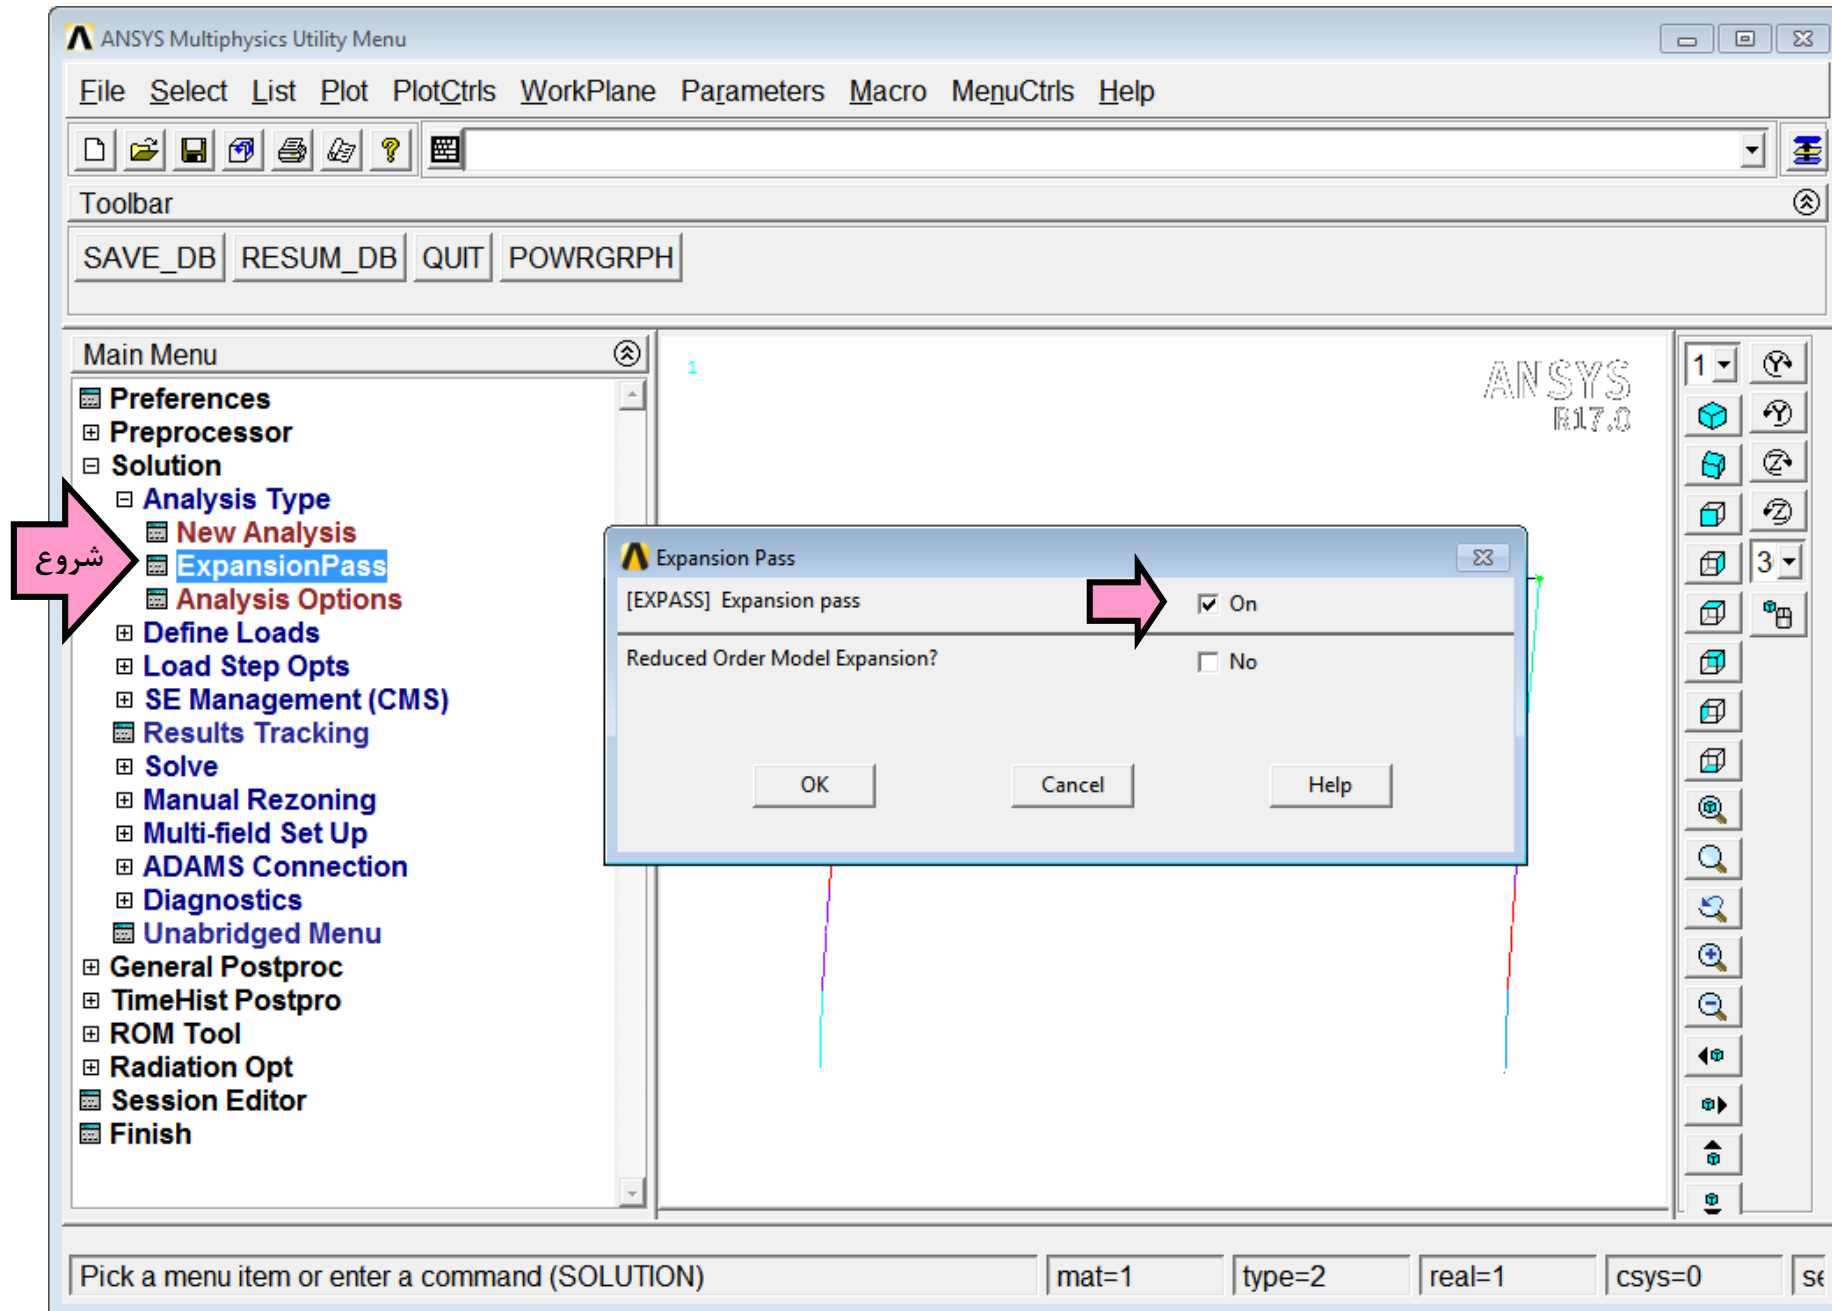 ANSYS Multiphysics Utility Menu
File Select List Plot PlotCtrls WorkPlane Parameters Macro MenuCtrls Help
Toolbar
SAVE_DB RESUM_DB QUIT POWRGRPH
Main Menu
Preferences
Preprocessor
Solution
Analysis Type
New Analysis
ExpansionPass
Analysis Options
Define Loads
Load Step Opts
SE Management (CMS)
Results Tracking
Solve
Manual Rezoning
Multi-field Set Up
ADAMS Connection
Diagnostics
Unabridged Menu
General Postproc
TimeHist Postpro
ROM Tool
Radiation Opt
Session Editor
Finish
شروع
1
ANSYS
R17.0
Expansion Pass
[EXPASS] Expansion pass
On
Reduced Order Model Expansion?
No
OK Cancel Help
1
3
Pick a menu item or enter a command (SOLUTION) mat=1 type=2 real=1 csys=0